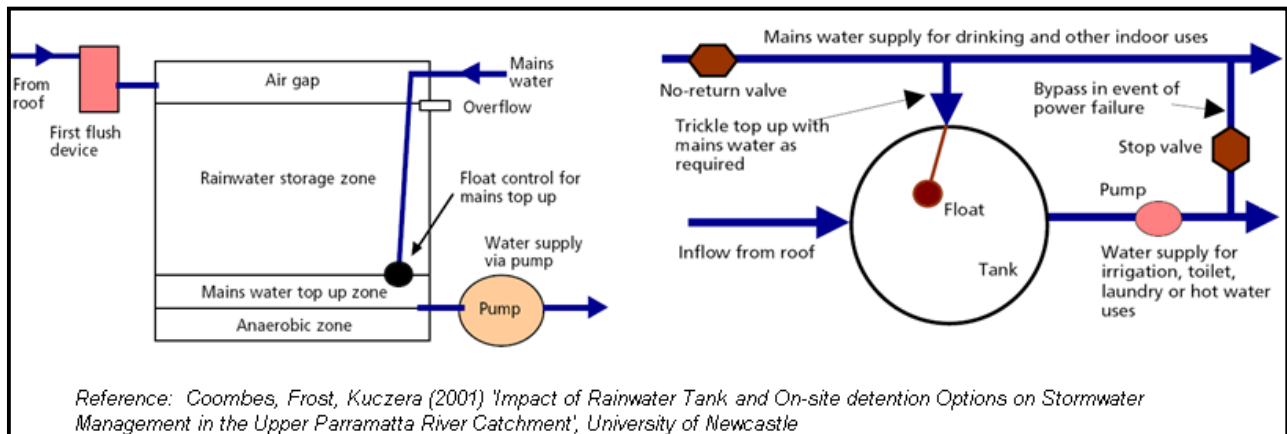 From
roof
First flush
device
Air gap
Mains
water
Overflow
Rainwater storage zone
Float control for
mains top up
Water supply
via pump
Mains water top up zone
Pump
Anaerobic zone
Mains water supply for drinking and other indoor uses
No-return valve
Trickle top up with
mains water as
required
Bypass in event of
power failure
Stop valve
Pump
Float
Inflow from roof
Tank
Water supply for
irrigation, toilet,
laundry or hot water
uses
Reference: Coombes, Frost, Kuczera (2001) 'Impact of Rainwater Tank and On-site detention Options on Stormwater
Management in the Upper Parramatta River Catchment', University of Newcastle